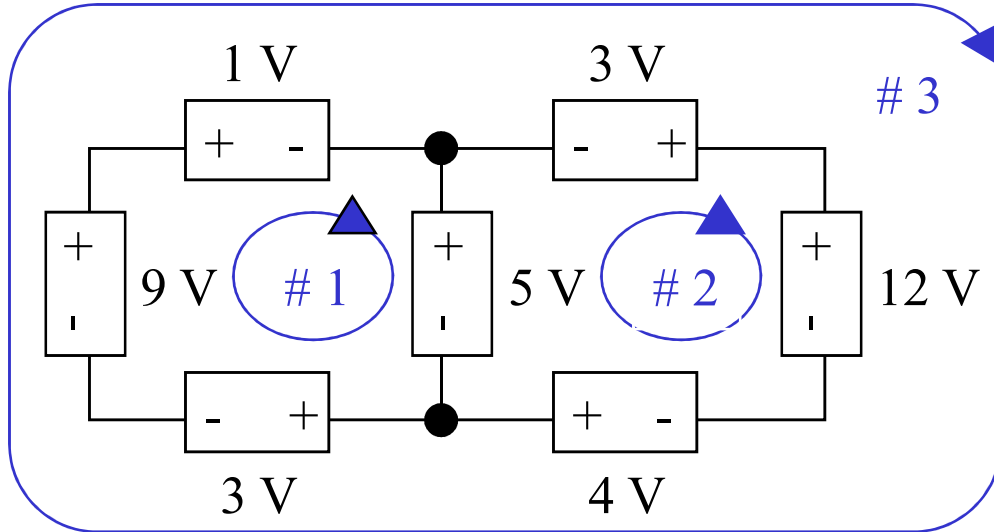 1 V
3 V
# 3
+ -
- +
+
+
+
9 V
# 1
5 V
# 2
12 V
-
-
-
- +
+ -
3 V
4 V